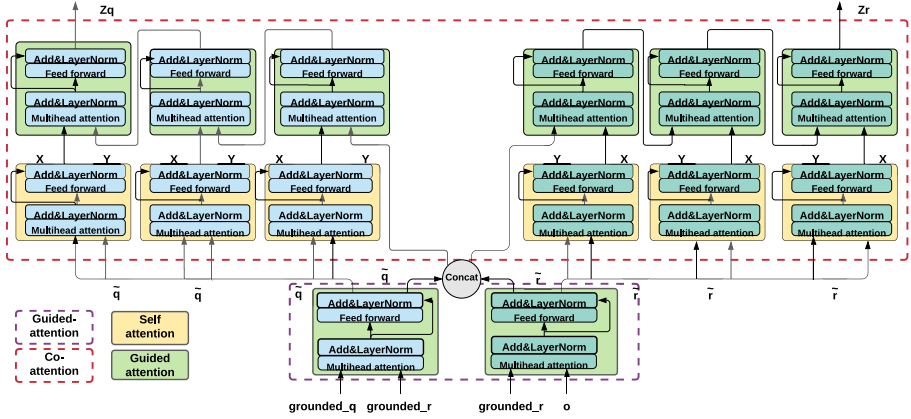 Zq Zr
Add&LayerNorm Add&LayerNorm Add&LayerNorm Add&LayerNorm Add&LayerNorm Add&LayerNorm
Feed forward Feed forward Feed forward Feed forward Feed forward Feed forward
Add&LayerNorm Add&LayerNorm Add&LayerNorm Add&LayerNorm Add&LayerNorm Add&LayerNorm
Multihead attention Multihead attention Multihead attention Multihead attention Multihead attention Multihead attention
X Y X Y X Y Y X Y X Y X
Add&LayerNorm Add&LayerNorm Add&LayerNorm Add&LayerNorm Add&LayerNorm Add&LayerNorm
Feed forward Feed forward Feed forward Feed forward Feed forward Feed forward
Add&LayerNorm Add&LayerNorm Add&LayerNorm Add&LayerNorm Add&LayerNorm Add&LayerNorm
Multihead attention Multihead attention Multihead attention Multihead attention Multihead attention Multihead attention
q̃ Concat r̃
q̃ q̃ q̃ r̃ r̃ r̃
Add&LayerNorm Add&LayerNorm
Feed forward Feed forward
Add&LayerNorm Add&LayerNorm
Multihead attention Multihead attention
grounded_q grounded_r grounded_r o
Guided-
attention
Self
attention
Co-
attention
Guided
attention